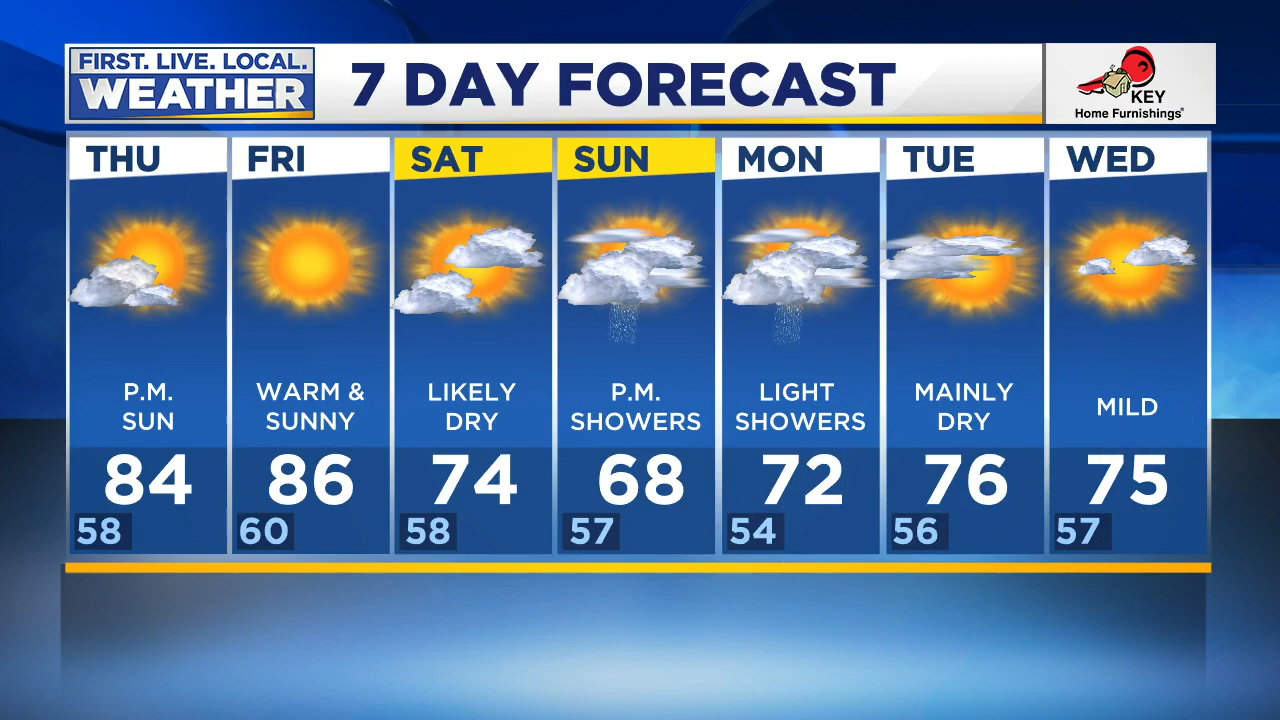 FIRST. LIVE. LOCAL.
WEATHER
7 DAY FORECAST
KEY
Home Furnishings®
THU
FRI
SAT
SUN
MON
TUE
WED
P.M.
SUN
WARM &
SUNNY
LIKELY
DRY
P.M.
SHOWERS
LIGHT
SHOWERS
MAINLY
DRY
MILD
84
86
74
68
72
76
75
58
60
58
57
54
56
57